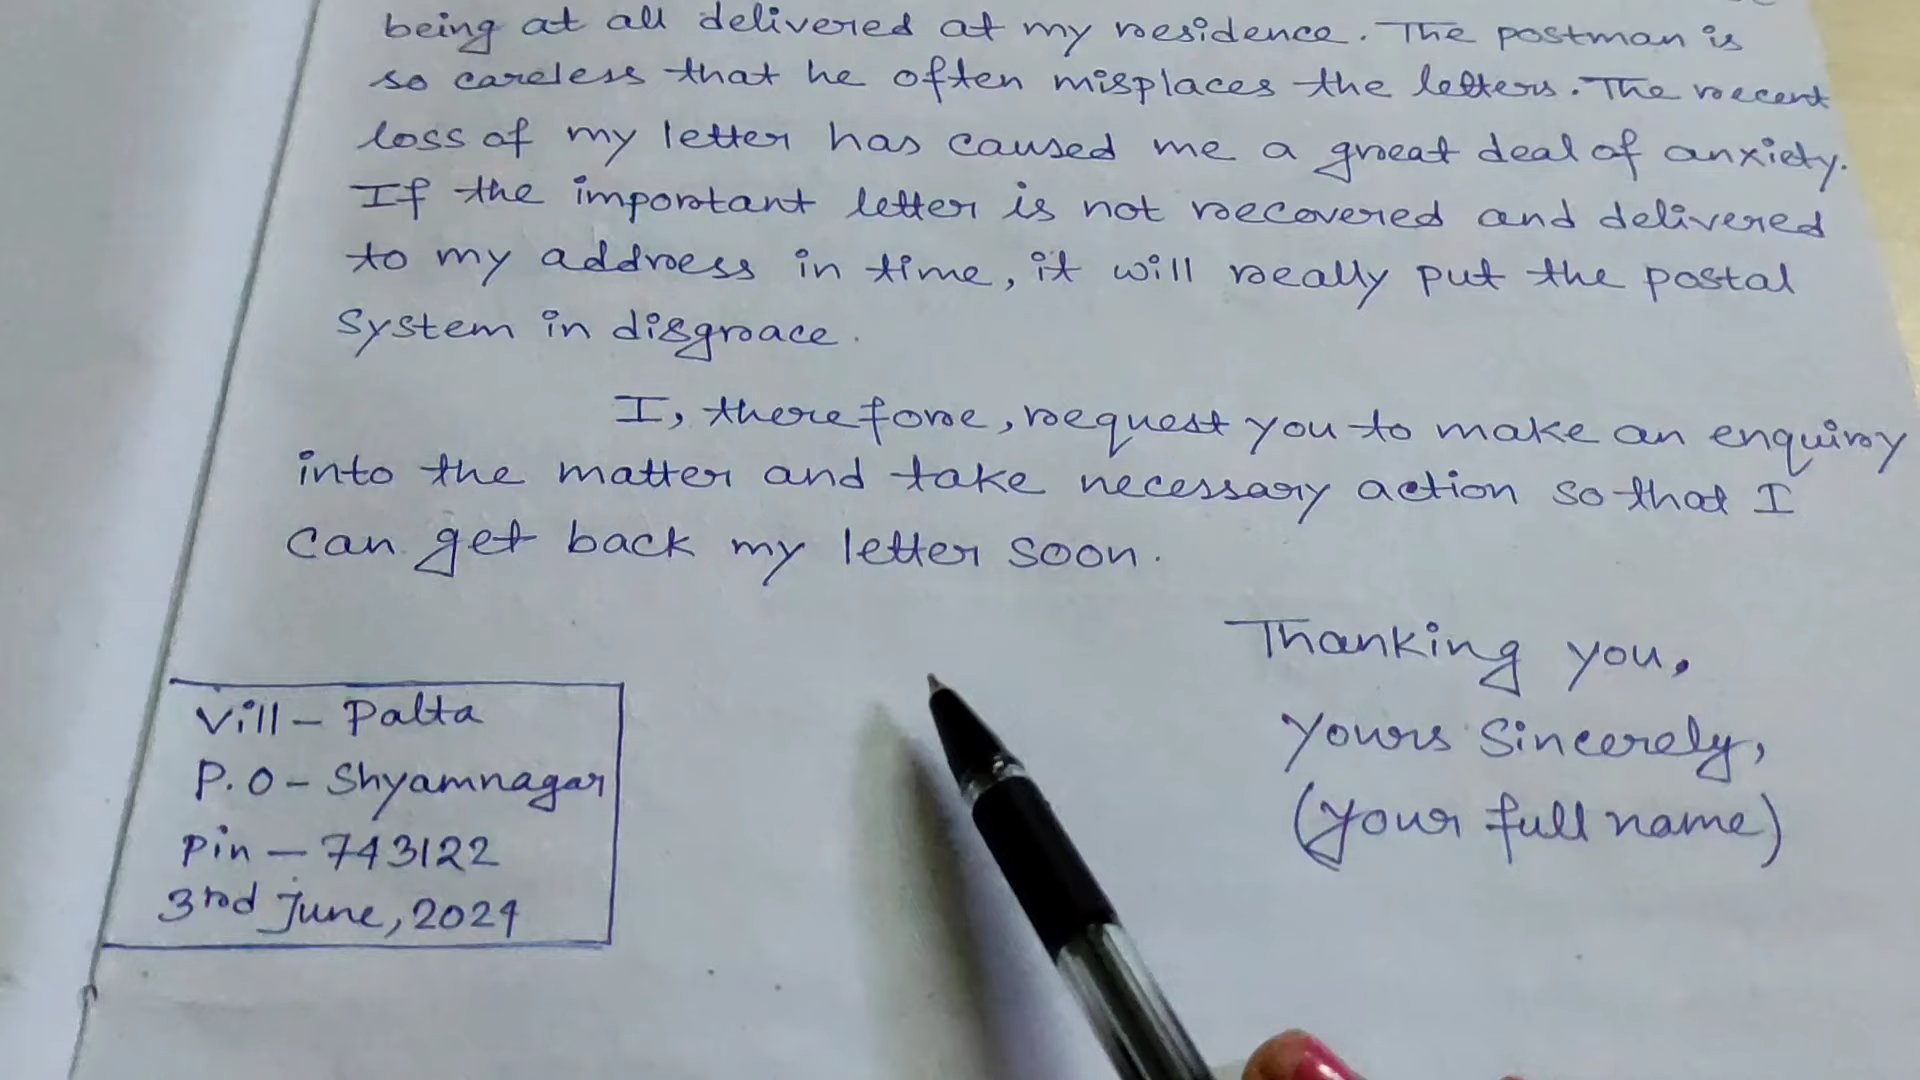 being at all delivered at my residence. The postman is
so careless that he often misplaces the letters. The recent
loss of my letter has caused me a great deal of anxiety.
If the important letter is not recovered and delivered
to my address in time, it will really put the postal
System in disgrace.
I, therefore, request you to make an enquiry
into the matter and take necessary action so that I
can get back my letter soon.
Thanking you,
Yours Sincerely,
(Your full name)
Vill - Palta
P.O - Shyamnagar
Pin - 743122
3rd June, 2024